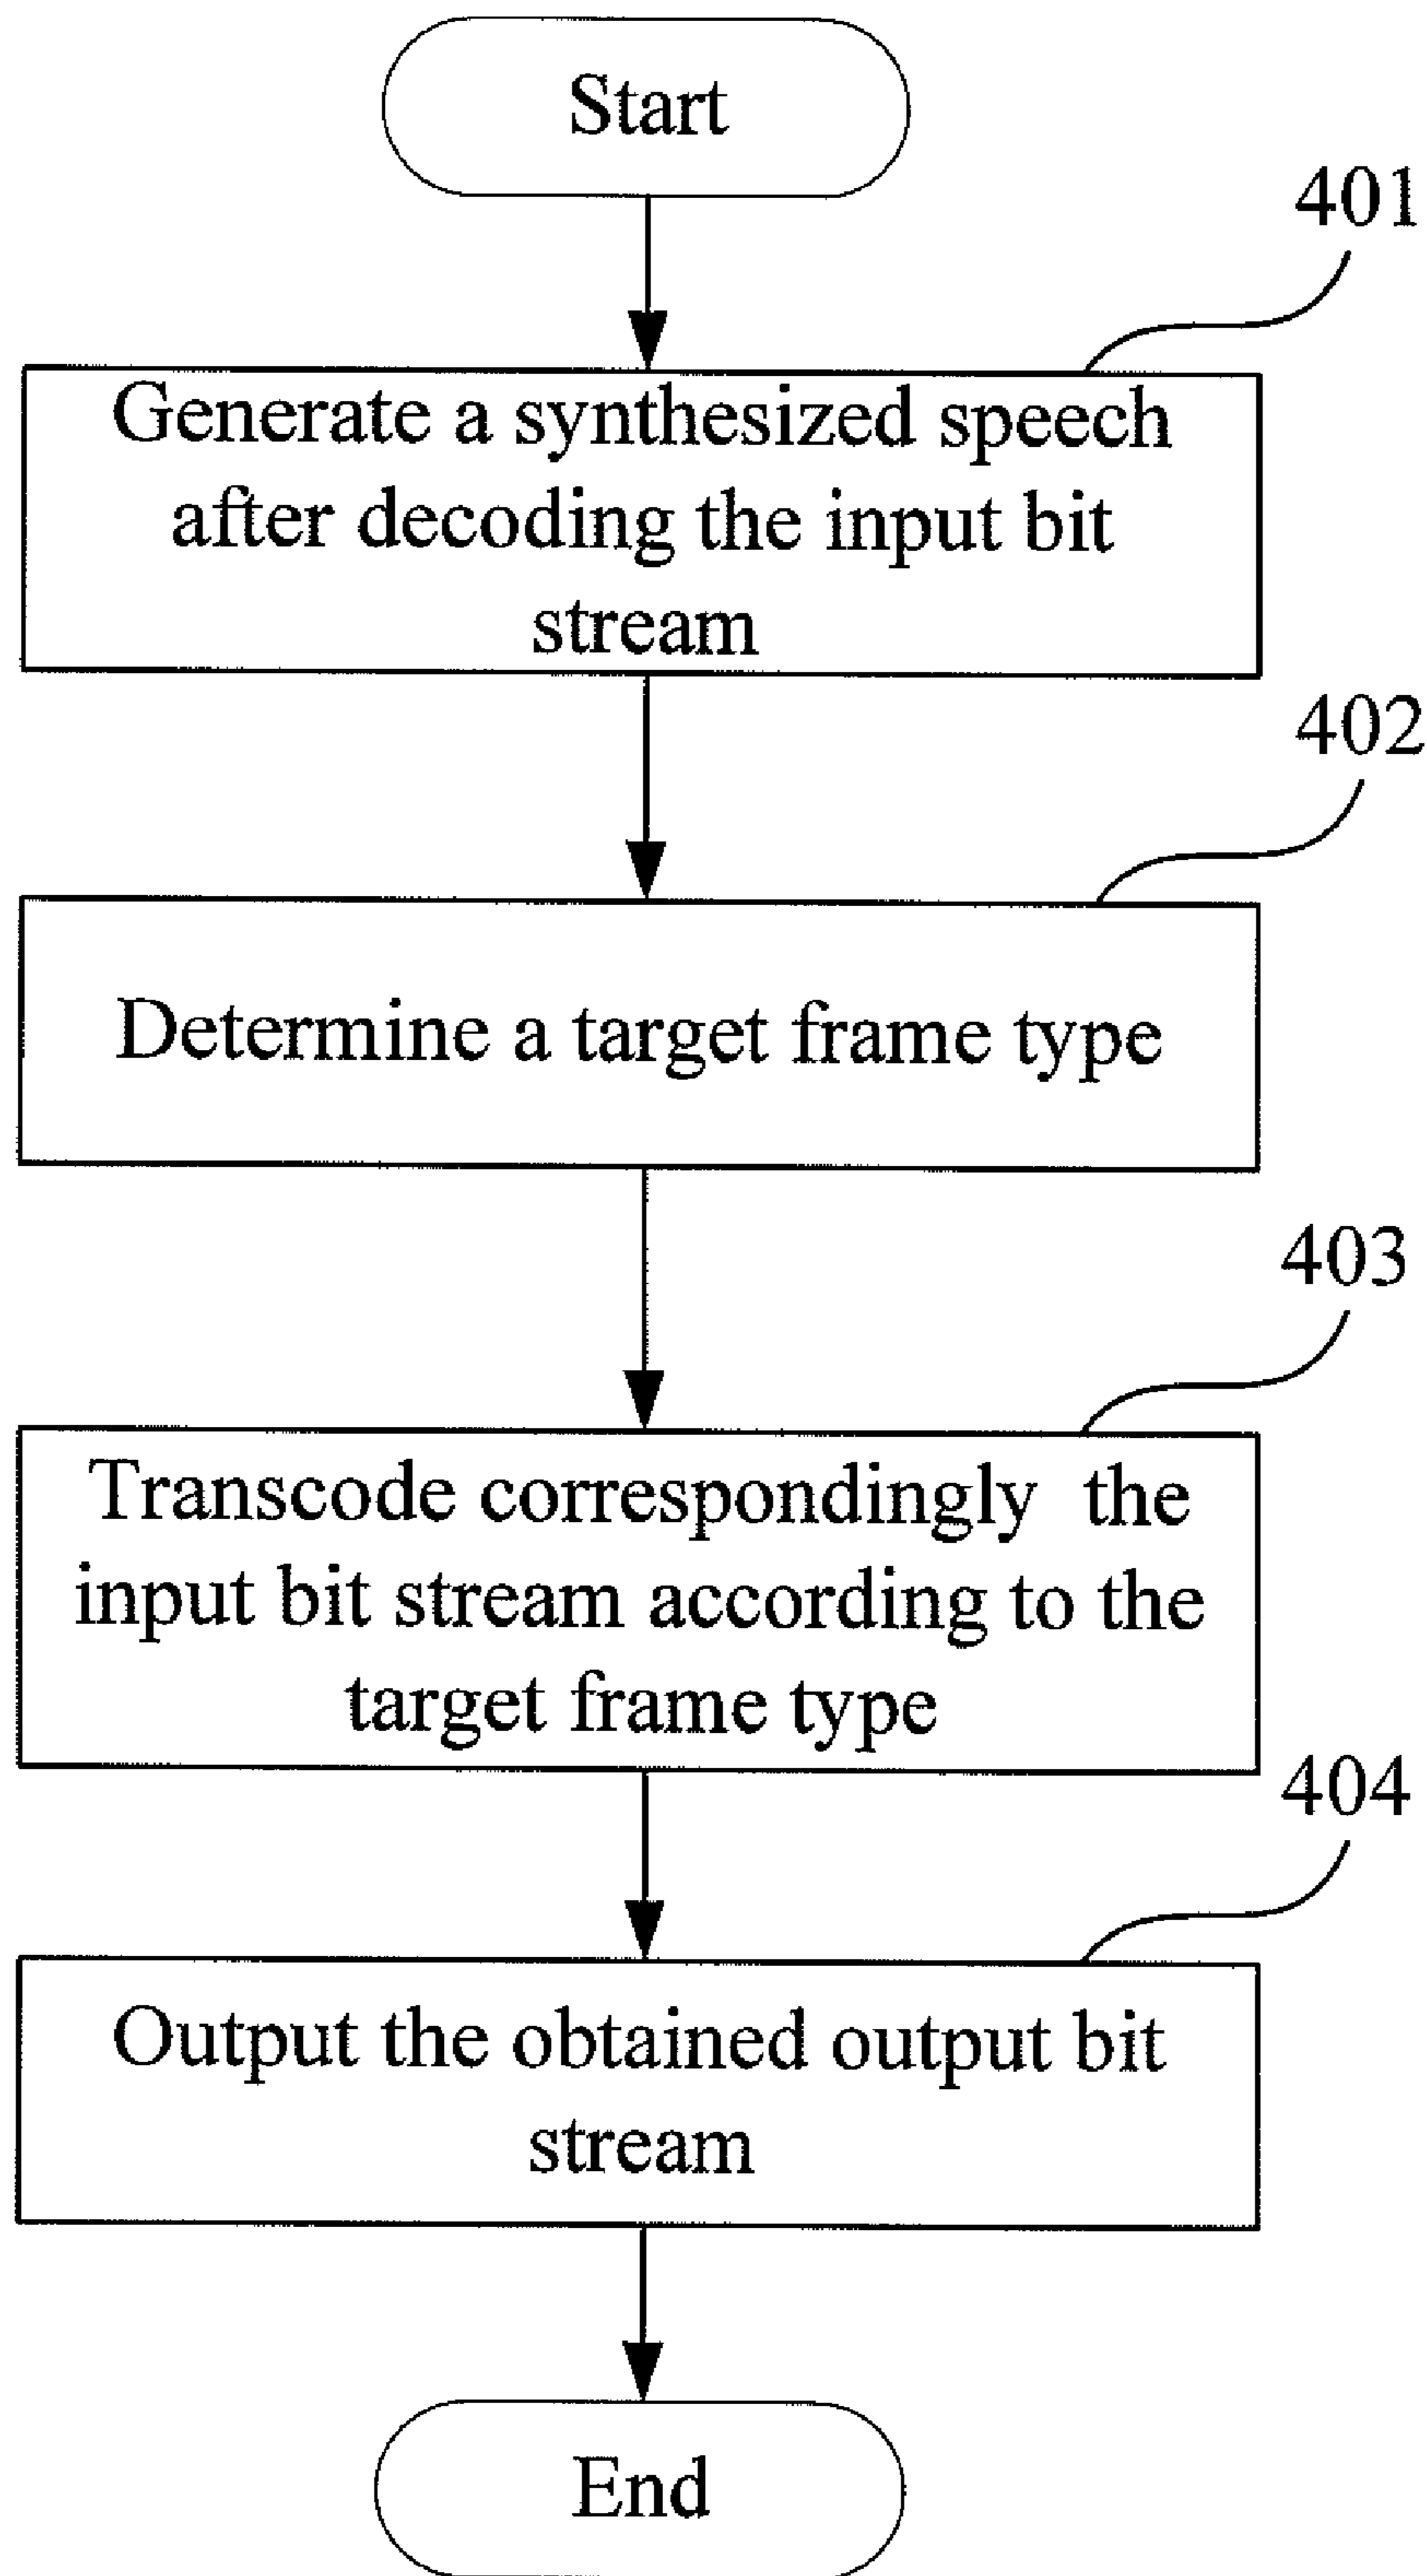 Start
401
Generate a synthesized speech
after decoding the input bit
stream
402
Determine a target frame type
403
Transcode correspondingly the
input bit stream according to the
target frame type
404
Output the obtained output bit
stream
End